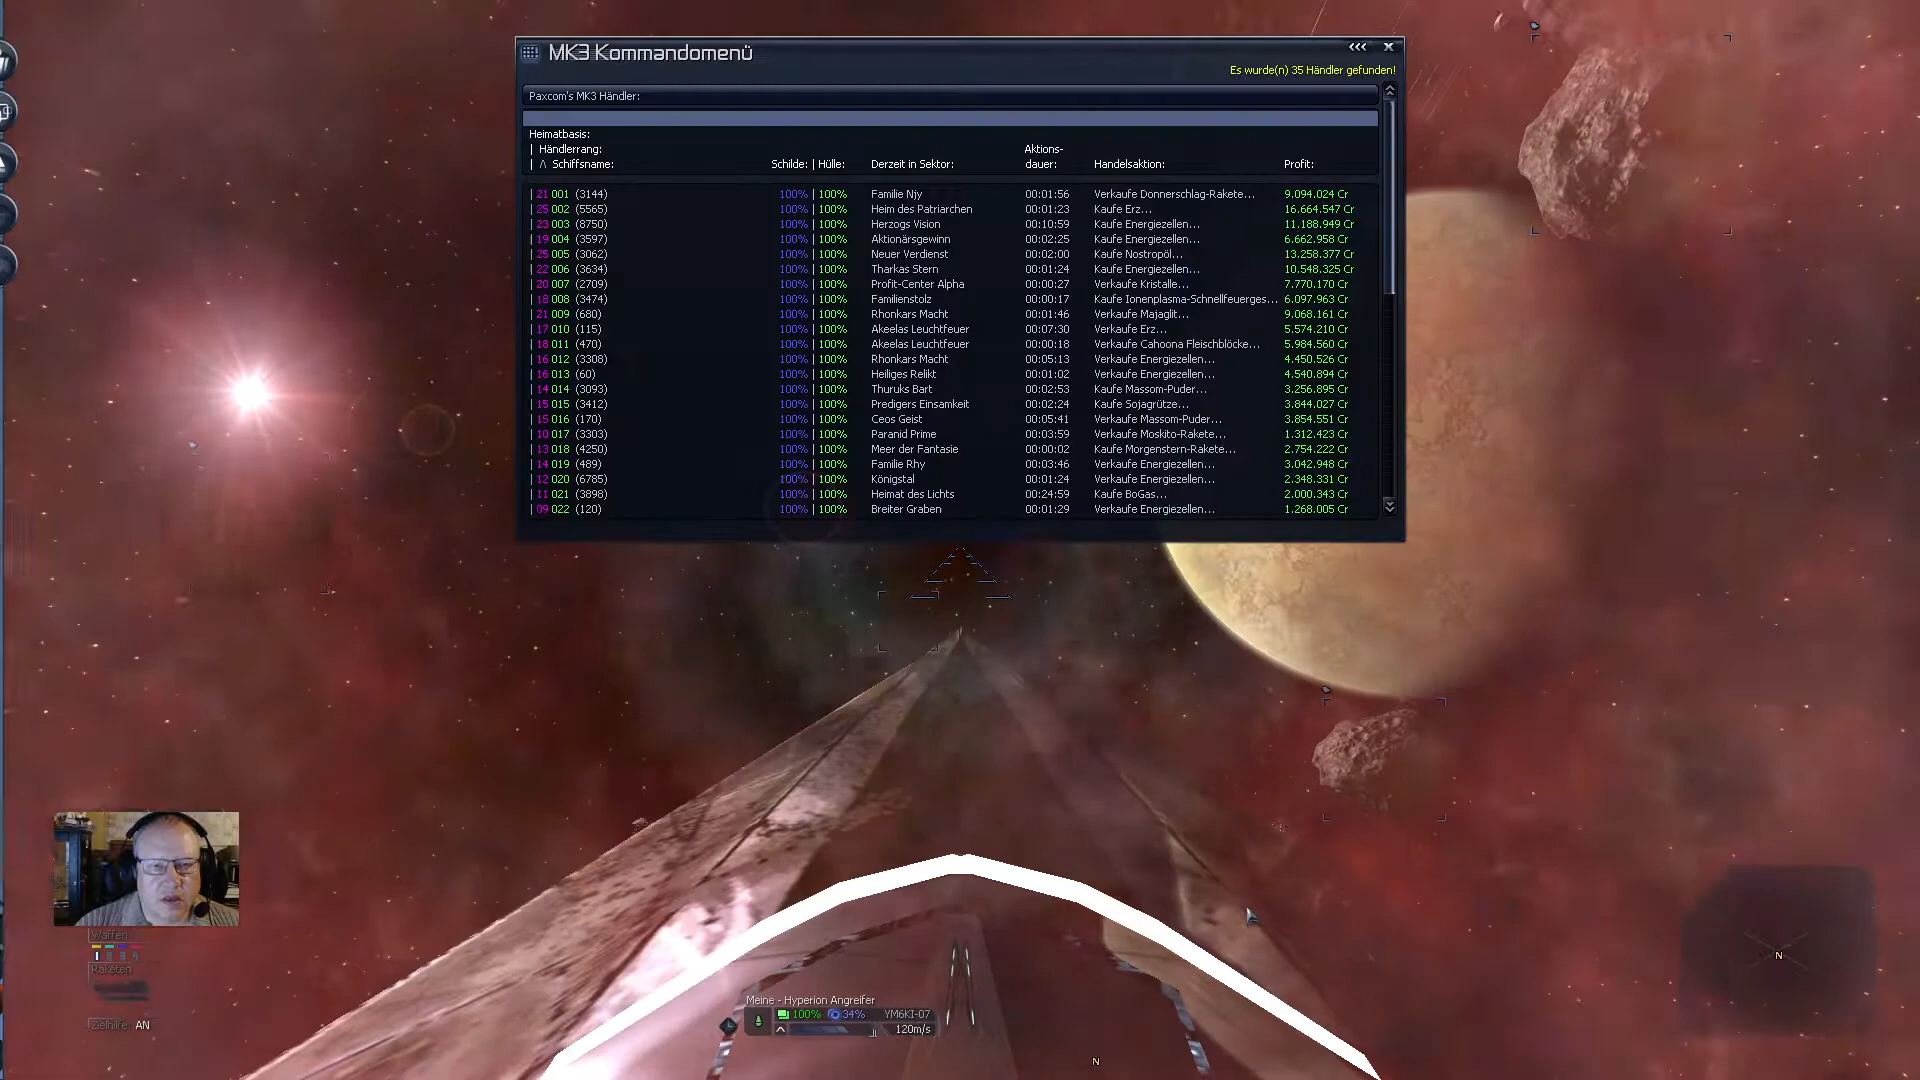 MK3 Kommandomenü
Es wurde(n) 35 Händler gefunden!
Paxcom's MK3 Händler:
Heimatbasis:
| Händlerrang:
| /\ Schiffsname: Schilde: | Hülle: Derzeit in Sektor: Aktions-dauer: Handelsaktion: Profit:
| 21 001 (3144) 100% | 100% Familie Njy 00:01:56 Verkaufe Donnerschlag-Rakete... 9.094.024 Cr
| 25 002 (5565) 100% | 100% Heim des Patriarchen 00:01:23 Kaufe Erz... 16.664.547 Cr
| 23 003 (8750) 100% | 100% Herzogs Vision 00:10:59 Kaufe Energiezellen... 11.188.949 Cr
| 19 004 (3597) 100% | 100% Aktionärsgewinn 00:02:25 Kaufe Energiezellen... 6.662.958 Cr
| 25 005 (3062) 100% | 100% Neuer Verdienst 00:02:00 Kaufe Nostropöl... 13.258.377 Cr
| 22 006 (3634) 100% | 100% Tharkas Stern 00:01:24 Kaufe Energiezellen... 10.548.325 Cr
| 20 007 (2709) 100% | 100% Profit-Center Alpha 00:00:27 Verkaufe Kristalle... 7.770.170 Cr
| 18 008 (3474) 100% | 100% Familienstolz 00:00:17 Kaufe Ionenplasma-Schnellfeuerges... 6.097.963 Cr
| 21 009 (680) 100% | 100% Rhonkars Macht 00:01:46 Verkaufe Majaglit... 9.068.161 Cr
| 17 010 (115) 100% | 100% Akeelas Leuchtfeuer 00:07:30 Verkaufe Erz... 5.574.210 Cr
| 18 011 (470) 100% | 100% Akeelas Leuchtfeuer 00:00:18 Verkaufe Cahoona Fleischblöcke... 5.984.560 Cr
| 16 012 (3308) 100% | 100% Rhonkars Macht 00:05:13 Verkaufe Energiezellen... 4.450.526 Cr
| 16 013 (60) 100% | 100% Heiliges Relikt 00:01:02 Verkaufe Energiezellen... 4.540.894 Cr
| 14 014 (3093) 100% | 100% Thuruks Bart 00:02:53 Kaufe Massom-Puder... 3.256.895 Cr
| 15 015 (3412) 100% | 100% Predigers Einsamkeit 00:02:24 Kaufe Sojagrütze... 3.844.027 Cr
| 15 016 (170) 100% | 100% Ceos Geist 00:05:41 Verkaufe Massom-Puder... 3.854.551 Cr
| 10 017 (3303) 100% | 100% Paranid Prime 00:03:59 Verkaufe Moskito-Rakete... 1.312.423 Cr
| 13 018 (4250) 100% | 100% Meer der Fantasie 00:00:02 Kaufe Morgenstern-Rakete... 2.754.222 Cr
| 14 019 (489) 100% | 100% Familie Rhy 00:03:46 Verkaufe Energiezellen... 3.042.948 Cr
| 12 020 (6785) 100% | 100% Königstal 00:01:24 Verkaufe Energiezellen... 2.348.331 Cr
| 11 021 (3898) 100% | 100% Heimat des Lichts 00:24:59 Kaufe BoGas... 2.000.343 Cr
| 09 022 (120) 100% | 100% Breiter Graben 00:01:29 Verkaufe Energiezellen... 1.268.005 Cr
Waffen
1 2 3 4
Raketen
Zielhilfe: AN
Meine - Hyperion Angreifer
100% 34% YM6KI-07
120m/s
N
N